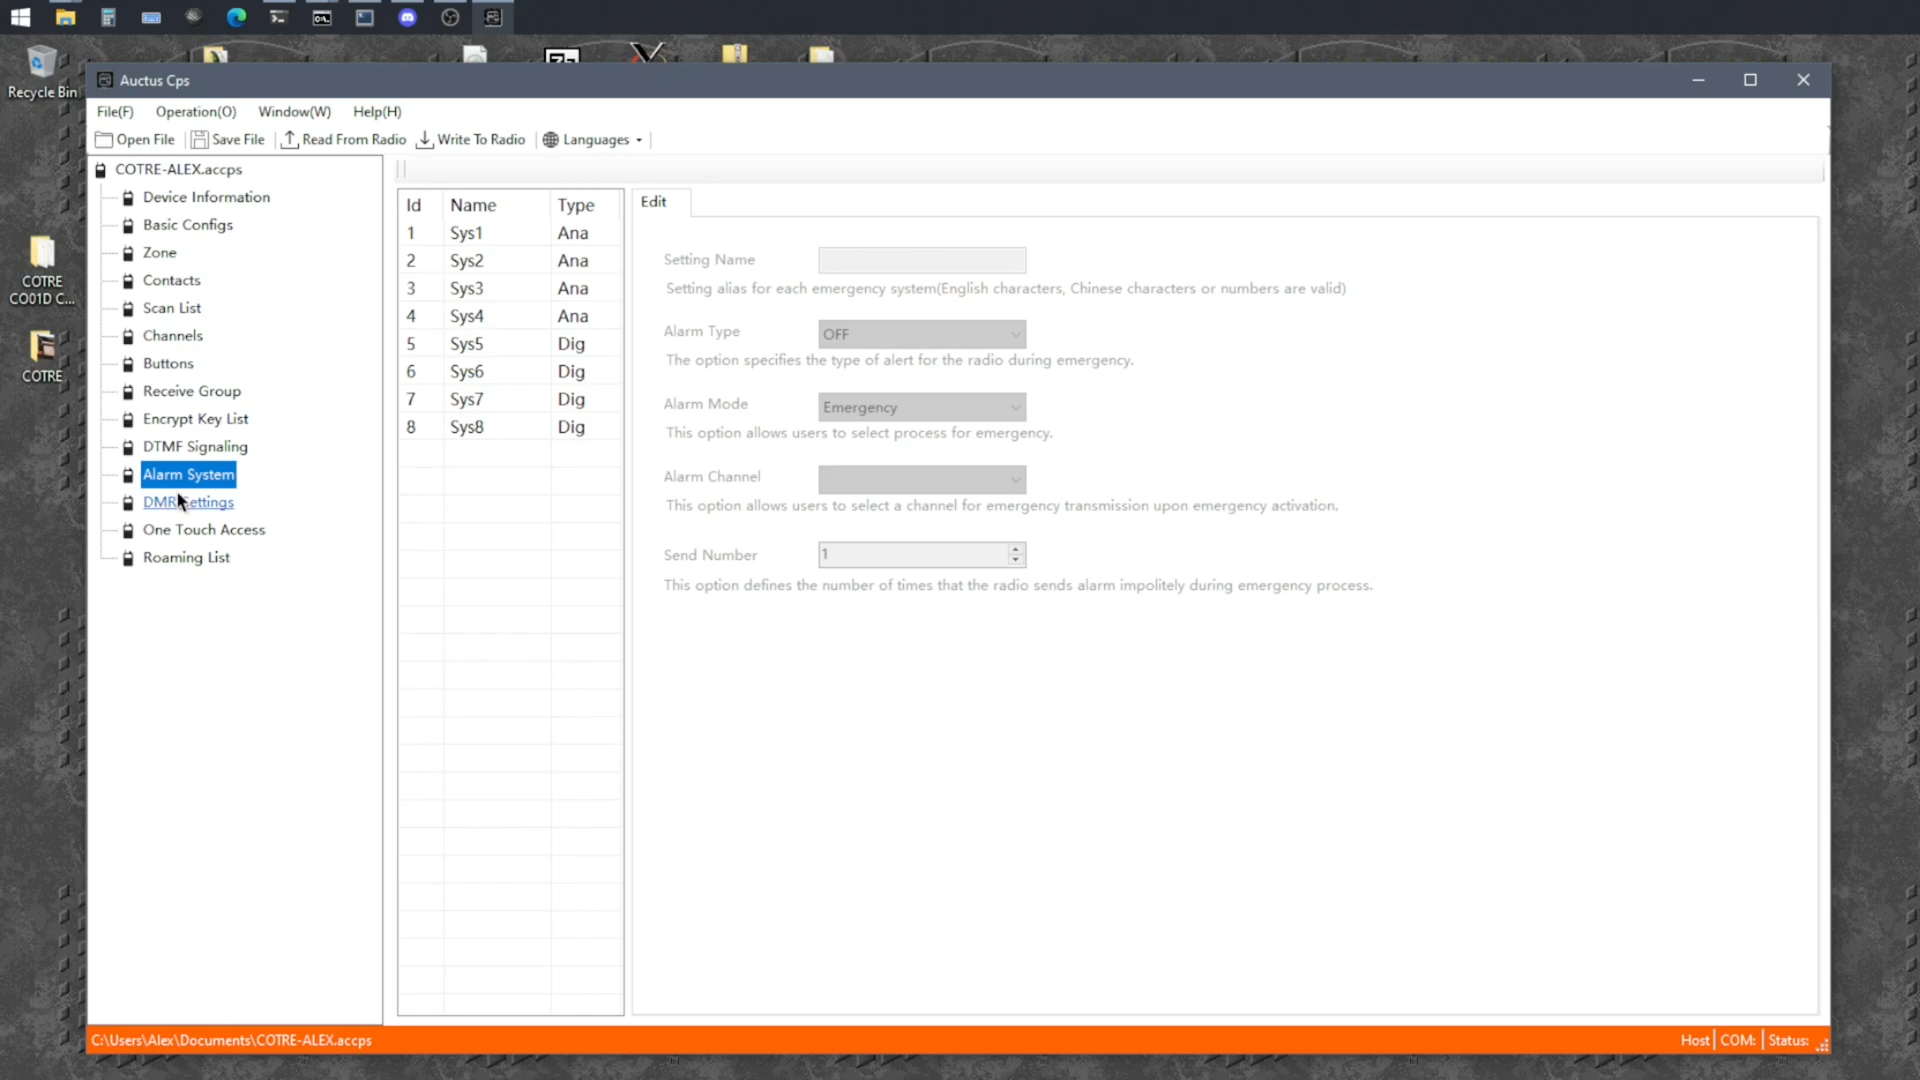 Recycle Bin
COTRE
CO01D C...
COTRE
Auctus Cps
File(F) Operation(O) Window(W) Help(H)
Open File Save File Read From Radio Write To Radio Languages
COTRE-ALEX.accps
Device Information
Basic Configs
Zone
Contacts
Scan List
Channels
Buttons
Receive Group
Encrypt Key List
DTMF Signaling
Alarm System
DMR Settings
One Touch Access
Roaming List
Id Name Type
1 Sys1 Ana
2 Sys2 Ana
3 Sys3 Ana
4 Sys4 Ana
5 Sys5 Dig
6 Sys6 Dig
7 Sys7 Dig
8 Sys8 Dig
Edit
Setting Name
Setting alias for each emergency system(English characters, Chinese characters or numbers are valid)
Alarm Type OFF
The option specifies the type of alert for the radio during emergency.
Alarm Mode Emergency
This option allows users to select process for emergency.
Alarm Channel
This option allows users to select a channel for emergency transmission upon emergency activation.
Send Number 1
This option defines the number of times that the radio sends alarm impolitely during emergency process.
C:\Users\Alex\Documents\COTRE-ALEX.accps
Host COM: Status: